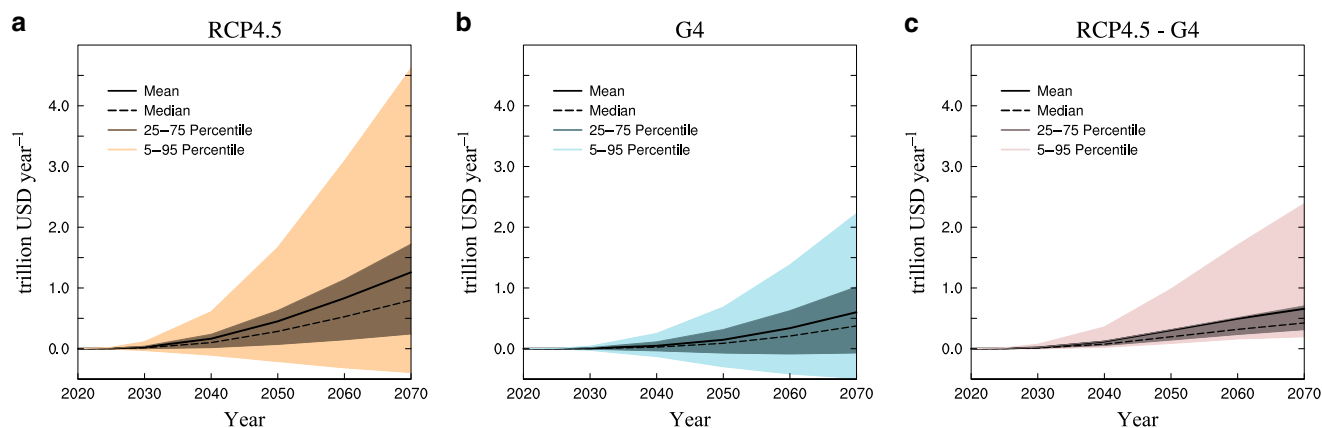 a
RCP4.5
trillion USD year⁻¹
4.0
3.0
2.0
1.0
0.0
Mean
Median
25–75 Percentile
5–95 Percentile
2020 2030 2040 2050 2060 2070
Year
b
G4
trillion USD year⁻¹
4.0
3.0
2.0
1.0
0.0
Mean
Median
25–75 Percentile
5–95 Percentile
2020 2030 2040 2050 2060 2070
Year
c
RCP4.5 - G4
trillion USD year⁻¹
4.0
3.0
2.0
1.0
0.0
Mean
Median
25–75 Percentile
5–95 Percentile
2020 2030 2040 2050 2060 2070
Year